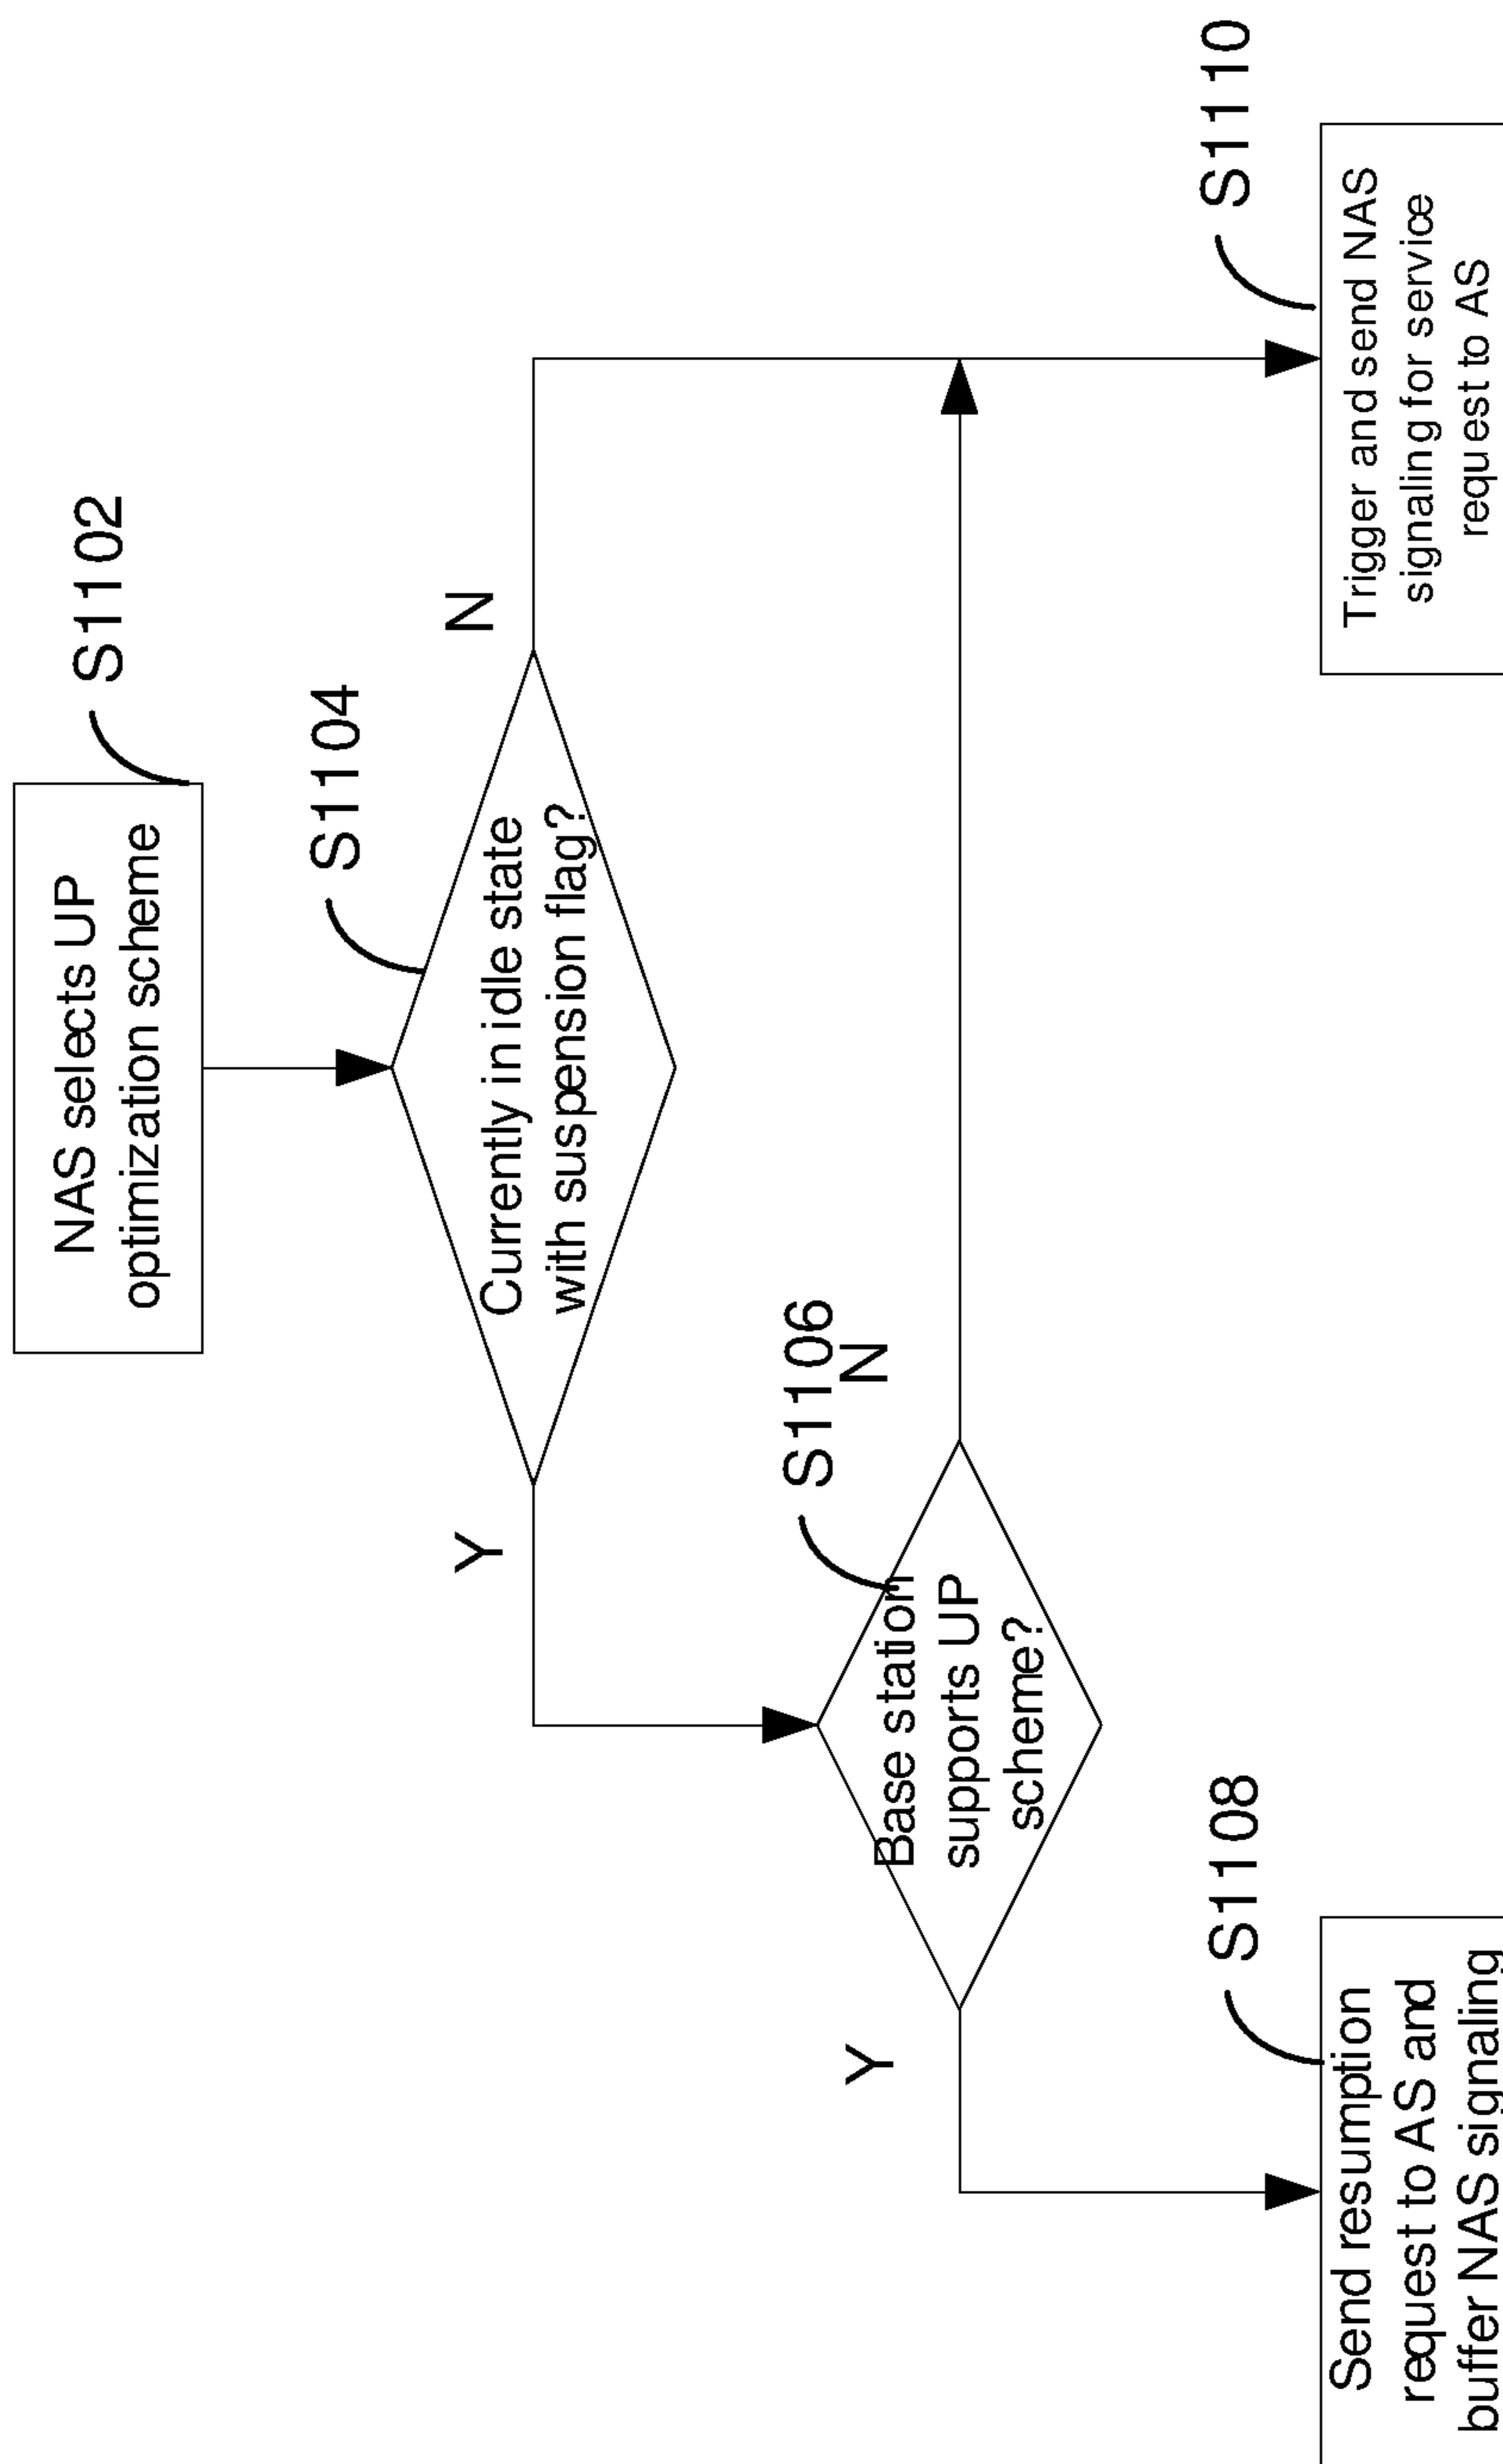 NAS selects UP
optimization scheme
S1102
S1104
Currently in idle state
with suspension flag?
Y
N
S1106
N
Base station
supports UP
scheme?
Y
S1108
Send resumption
request to AS and
buffer NAS signaling
S1110
Trigger and send NAS
signaling for service
request to AS